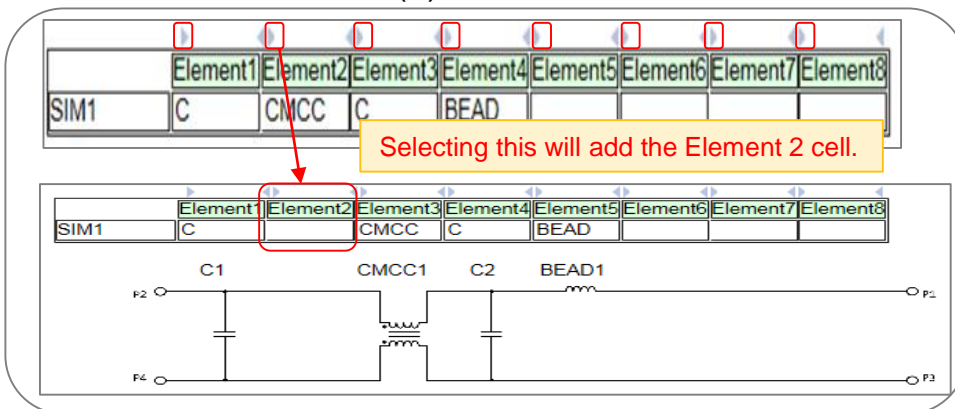 Element1 Element2 Element3 Element4 Element5 Element6 Element7 Element8
SIM1 C CMCC C BEAD
Selecting this will add the Element 2 cell.
Element1 Element2 Element3 Element4 Element5 Element6 Element7 Element8
SIM1 C CMCC C BEAD
C1 CMCC1 C2 BEAD1
P2 P1
P4 P3